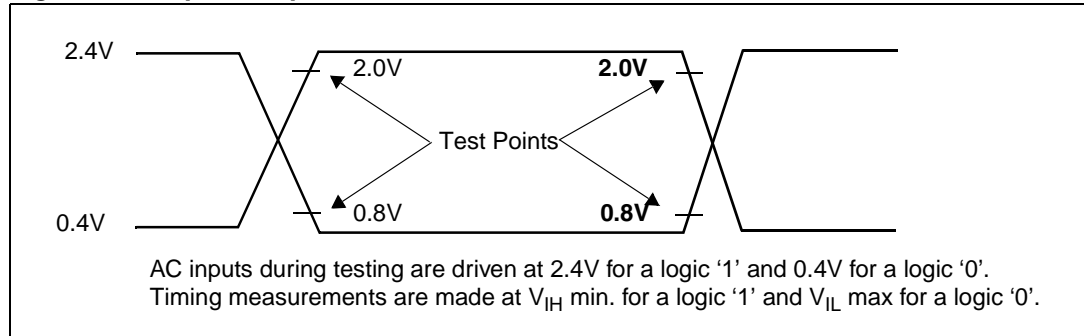 2.4V
2.0V
2.0V
Test Points
0.8V
0.8V
0.4V
AC inputs during testing are driven at 2.4V for a logic ‘1’ and 0.4V for a logic ‘0’.
Timing measurements are made at VIH min. for a logic ‘1’ and VIL max for a logic ‘0’.